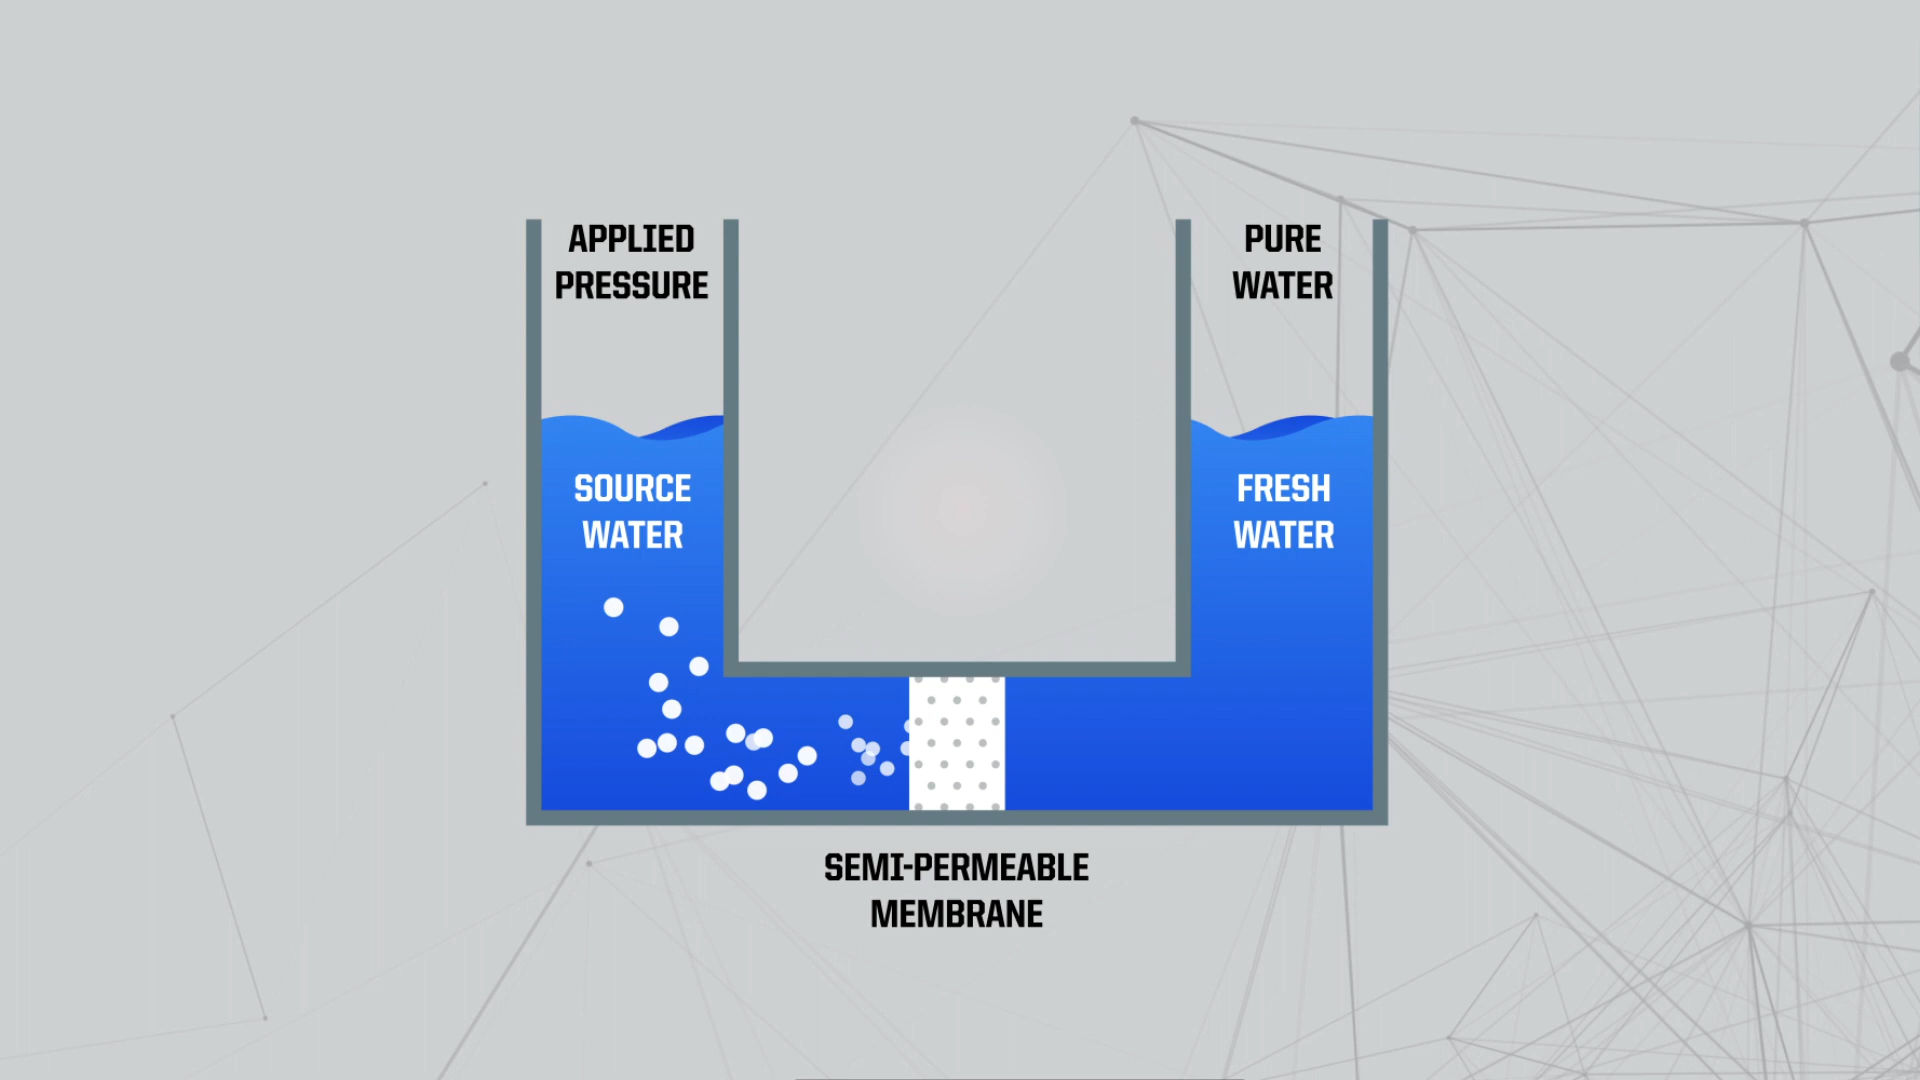 APPLIED
PRESSURE
PURE
WATER
SOURCE
WATER
FRESH
WATER
SEMI-PERMEABLE
MEMBRANE